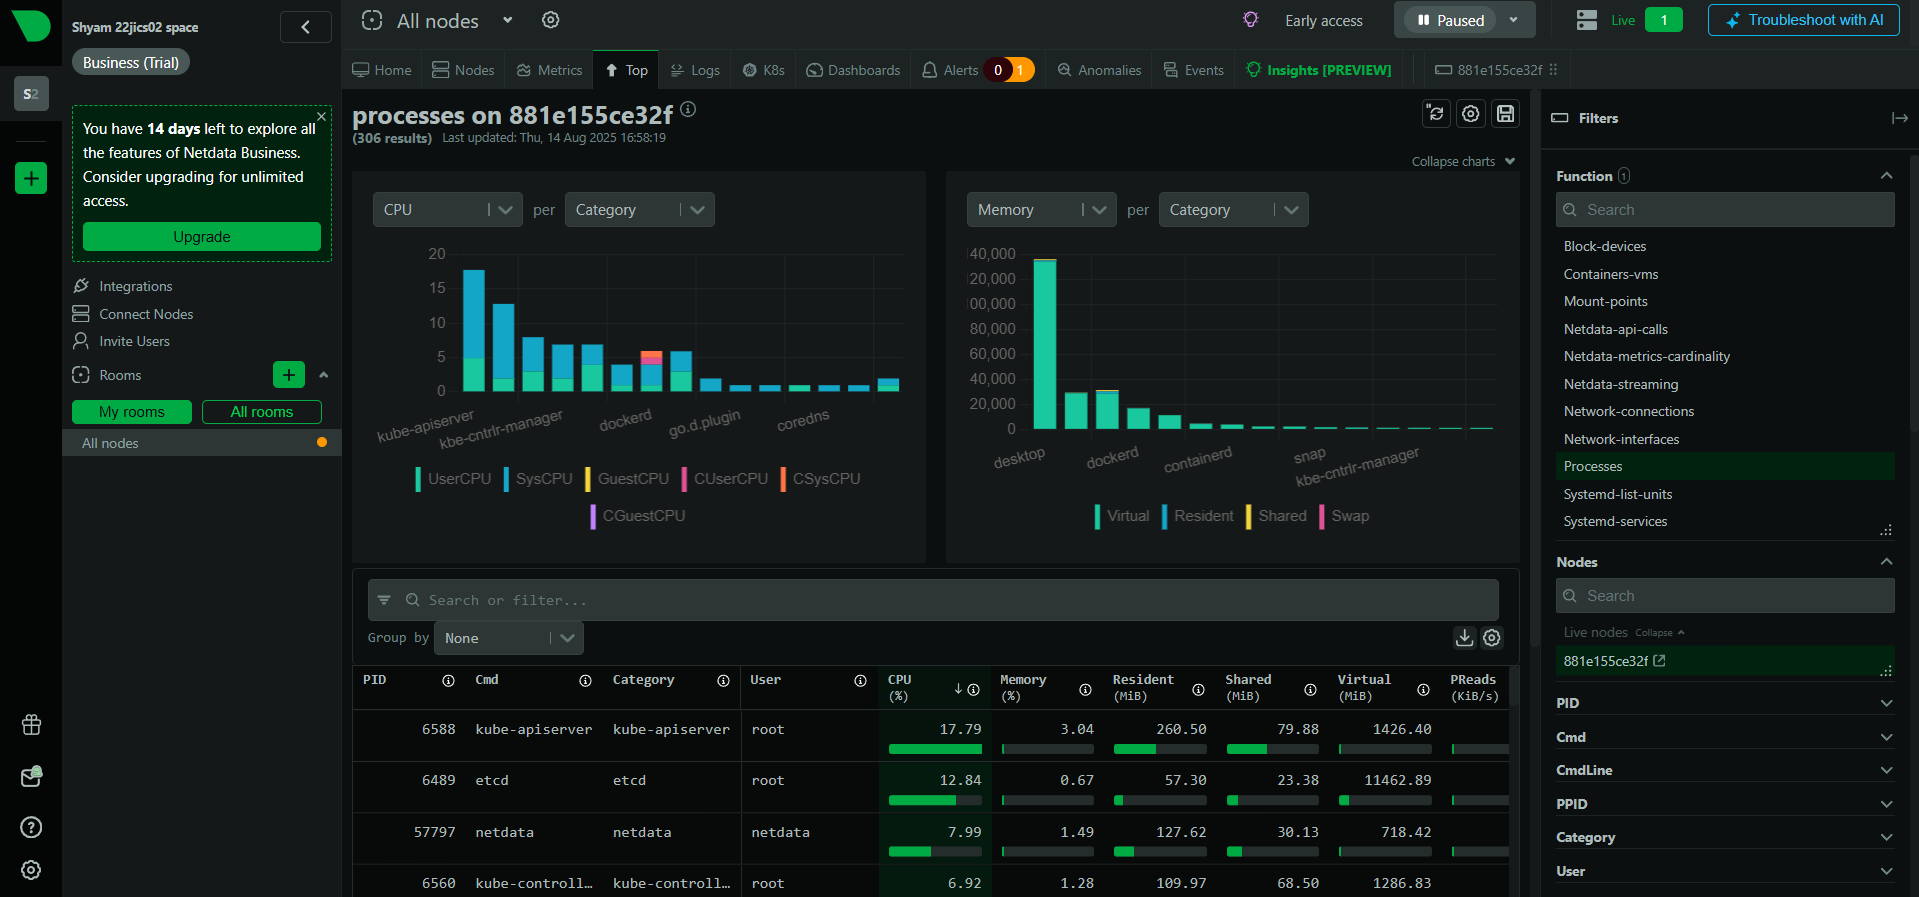 Shyam 22jics02 space
Business (Trial)
S2
You have 14 days left to explore all
the features of Netdata Business.
Consider upgrading for unlimited
access.
Upgrade
Integrations
Connect Nodes
Invite Users
Rooms
My rooms
All rooms
All nodes
All nodes
Early access
Paused
Live
1
Troubleshoot with AI
Home
Nodes
Metrics
Top
Logs
K8s
Dashboards
Alerts 0 1
Anomalies
Events
Insights [PREVIEW]
881e155ce32f
processes on 881e155ce32f
(306 results) Last updated: Thu, 14 Aug 2025 16:58:19
Collapse charts
CPU per Category
20
15
10
5
0
kube-apiserver
kbe-cntrlr-manager
dockerd
go.d.plugin
coredns
UserCPU SysCPU GuestCPU CUserCPU CSysCPU
CGuestCPU
Memory per Category
40,000
20,000
00,000
80,000
60,000
40,000
20,000
0
desktop
dockerd
containerd
snap
kbe-cntrlr-manager
Virtual Resident Shared Swap
Search or filter...
Group by None
PID Cmd Category User CPU (%) Memory (%) Resident (MiB) Shared (MiB) Virtual (MiB) PReads (KiB/s)
6588 kube-apiserver kube-apiserver root 17.79 3.04 260.50 79.88 1426.40
6489 etcd etcd root 12.84 0.67 57.30 23.38 11462.89
57797 netdata netdata netdata 7.99 1.49 127.62 30.13 718.42
6560 kube-controll… kube-controll… root 6.92 1.28 109.97 68.50 1286.83
Filters
Function 1
Search
Block-devices
Containers-vms
Mount-points
Netdata-api-calls
Netdata-metrics-cardinality
Netdata-streaming
Network-connections
Network-interfaces
Processes
Systemd-list-units
Systemd-services
Nodes
Search
Live nodes Collapse
881e155ce32f
PID
Cmd
CmdLine
PPID
Category
User